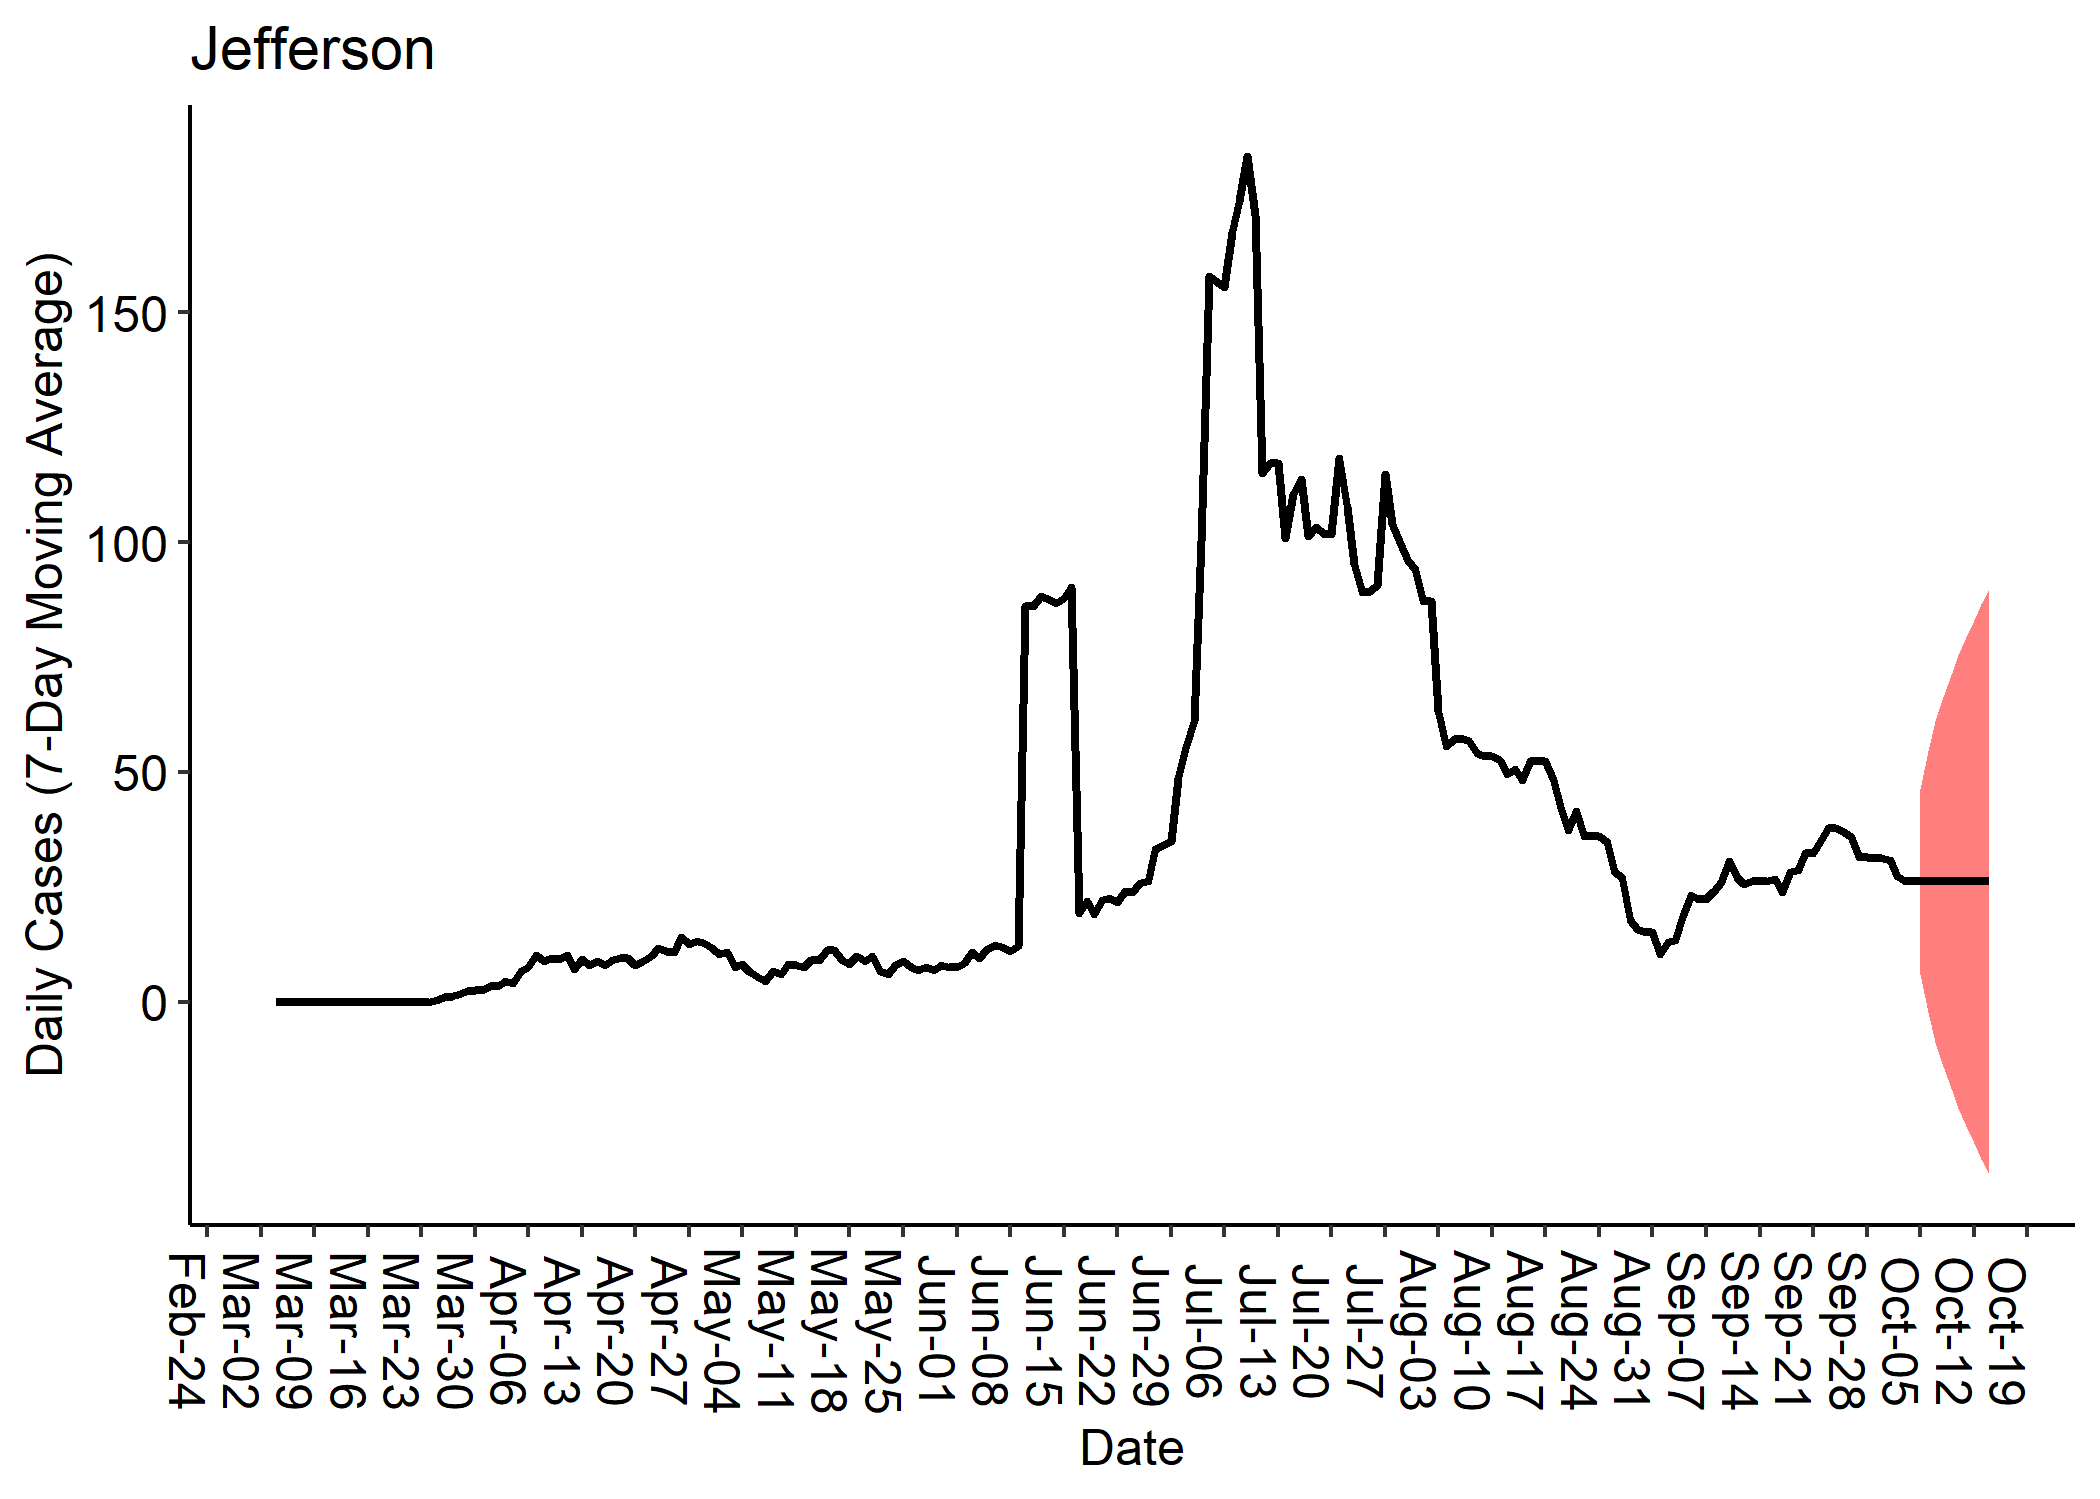 Jefferson
Daily Cases (7-Day Moving Average)
150
100
50
0
Feb-24
Mar-02
Mar-09
Mar-16
Mar-23
Mar-30
Apr-06
Apr-13
Apr-20
Apr-27
May-04
May-11
May-18
May-25
Jun-01
Jun-08
Jun-15
Jun-22
Jun-29
Jul-06
Jul-13
Jul-20
Jul-27
Aug-03
Aug-10
Aug-17
Aug-24
Aug-31
Sep-07
Sep-14
Sep-21
Sep-28
Oct-05
Oct-12
Oct-19
Date